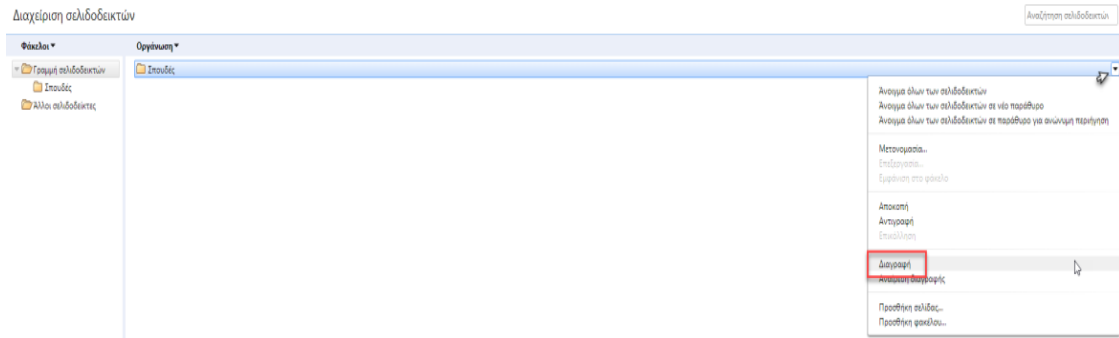 Διαχείριση σελιδοδεικτών
Αναζήτηση σελιδοδεικτών
Φάκελοι
Οργάνωση
Γραμμή σελιδοδεικτών
Σπουδές
Σπουδές
Άλλοι σελιδοδείκτες
Άνοιγμα όλων των σελιδοδεικτών
Άνοιγμα όλων των σελιδοδεικτών σε νέο παράθυρο
Άνοιγμα όλων των σελιδοδεικτών σε παράθυρο για ανώνυμη περιήγηση
Μετονομασία...
Επεξεργασία...
Εμφάνιση στο φάκελο
Αποκοπή
Αντιγραφή
Επικόλληση
Διαγραφή
Αναίρεση διαγραφής
Προσθήκη σελίδας...
Προσθήκη φακέλου...